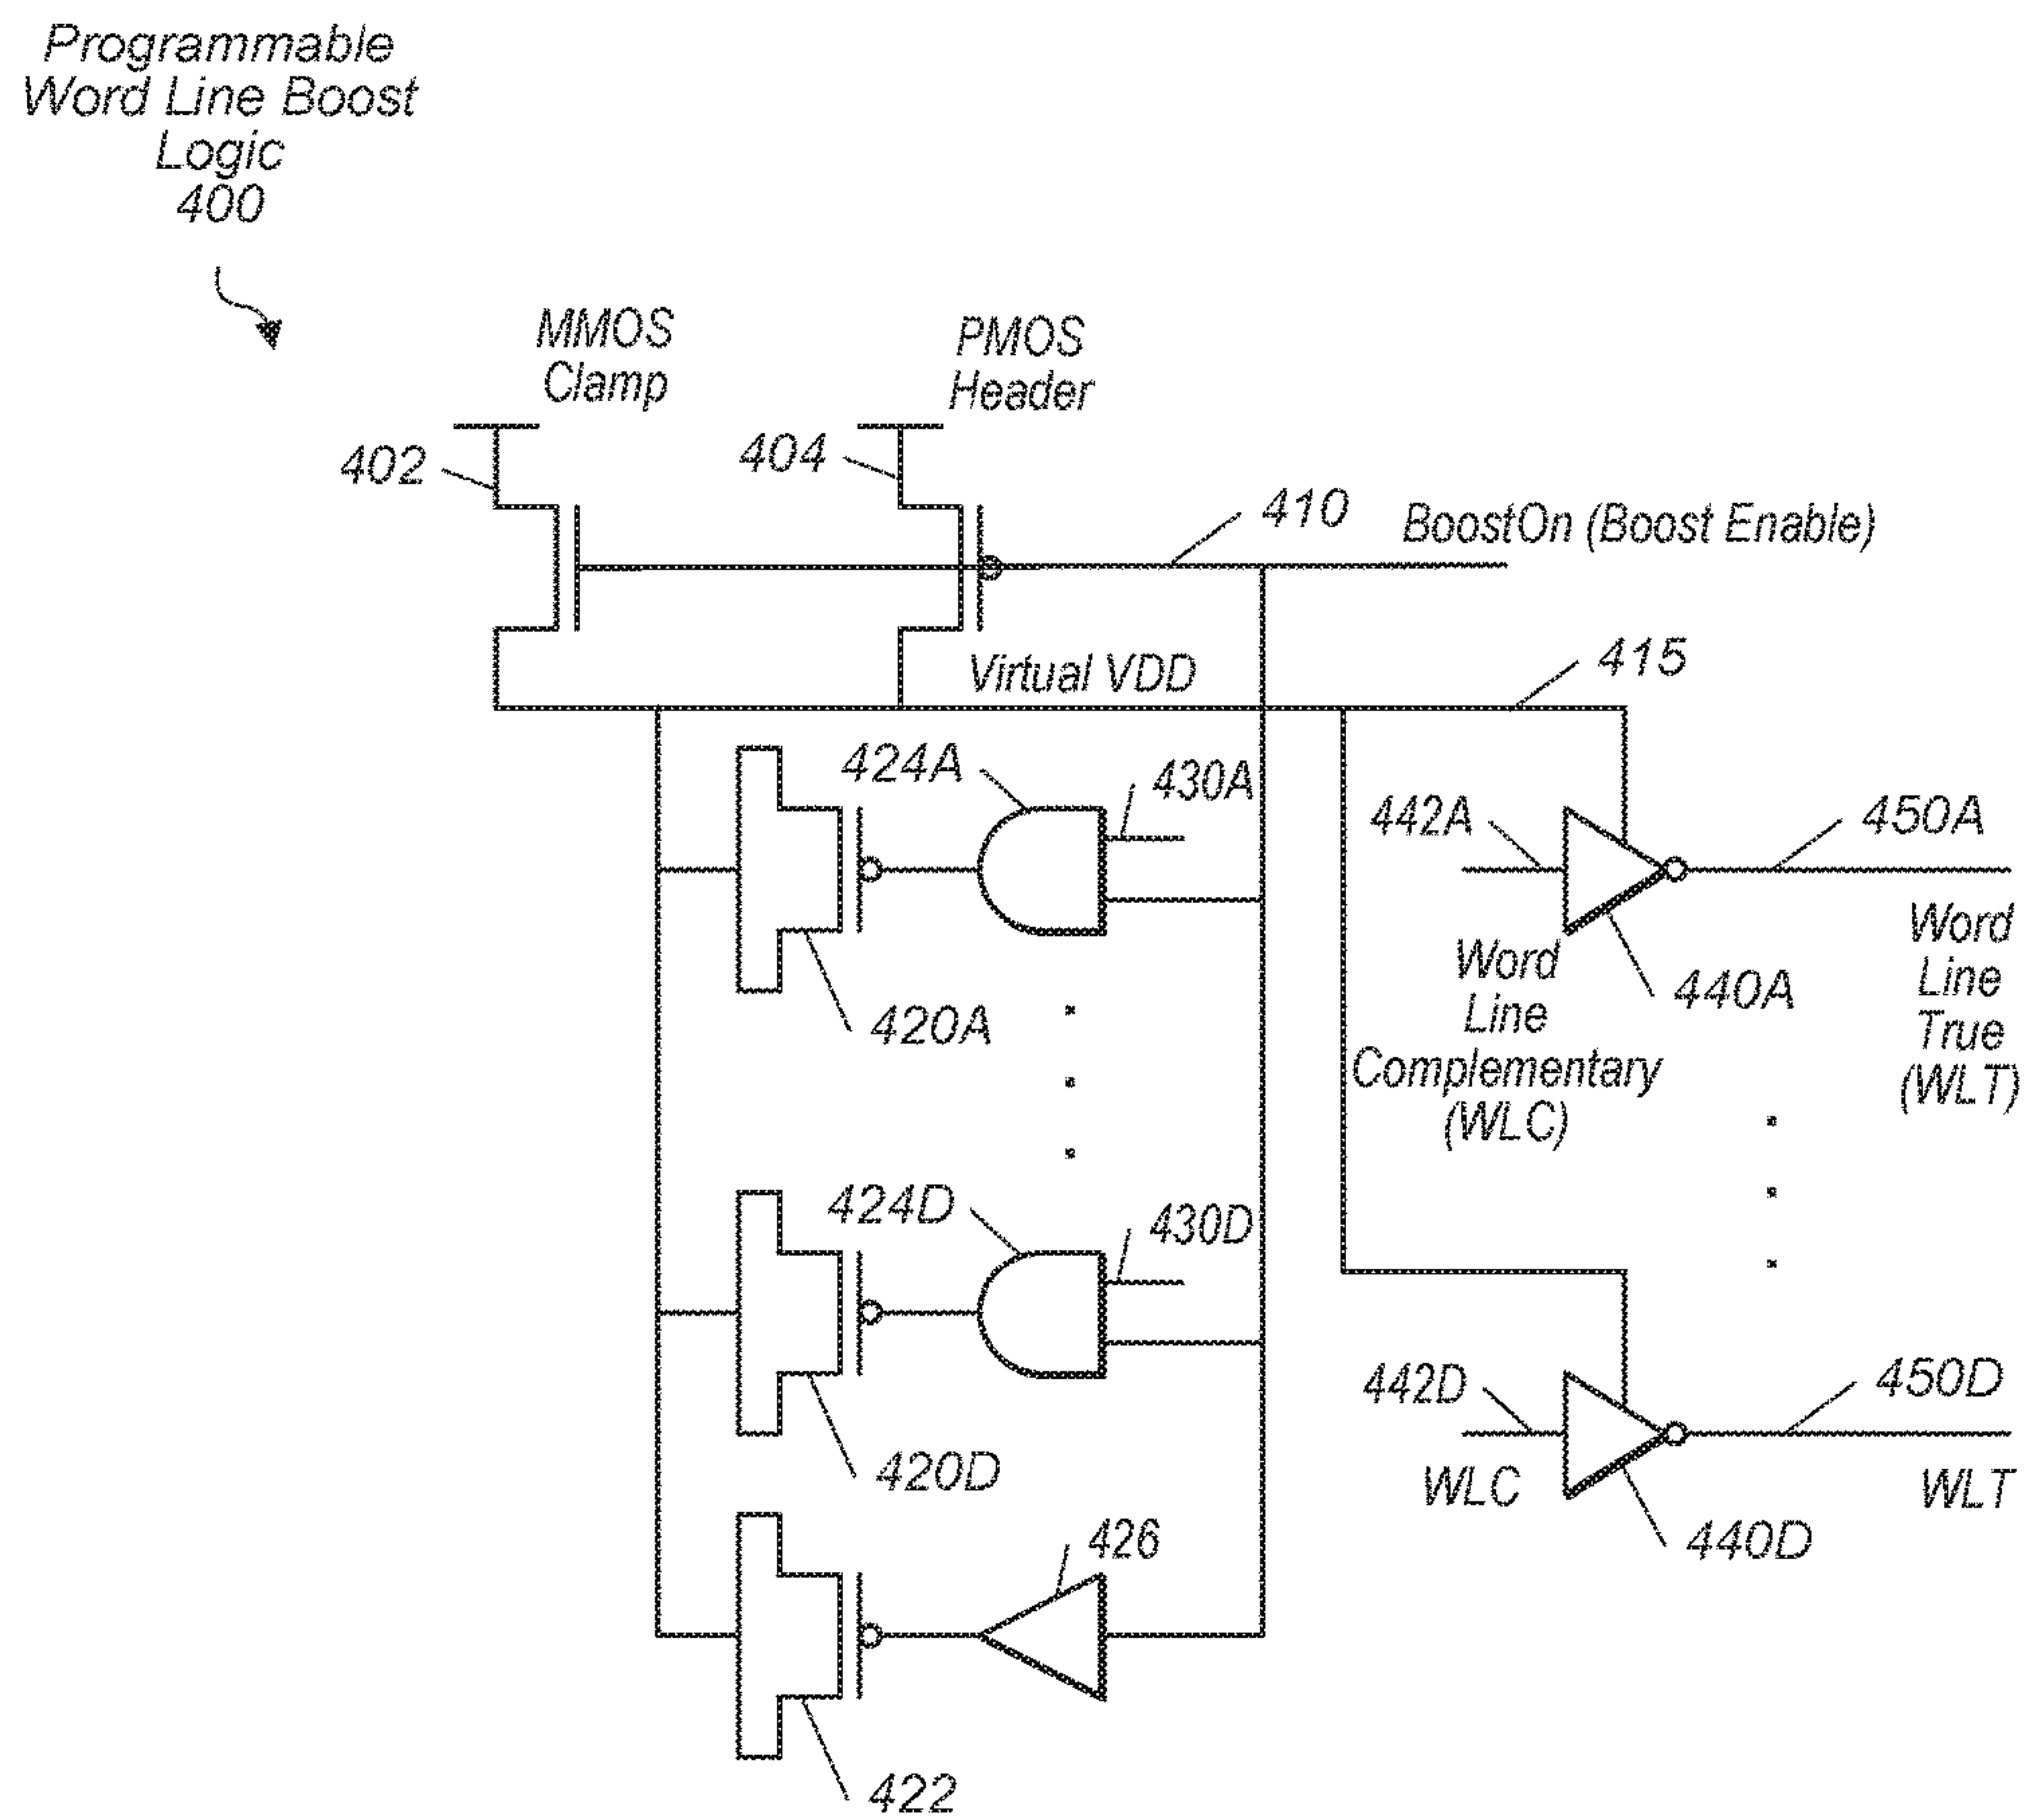 Programmable
Word Line Boost
Logic
400
MMOS
Clamp
PMOS
Header
402
404
410
BoostOn (Boost Enable)
Virtual VDD
415
424A
430A
442A
450A
420A
Word
Line
Complementary
(WLC)
440A
Word
Line
True
(WLT)
424D
430D
442D
450D
420D
WLC
WLT
440D
426
422